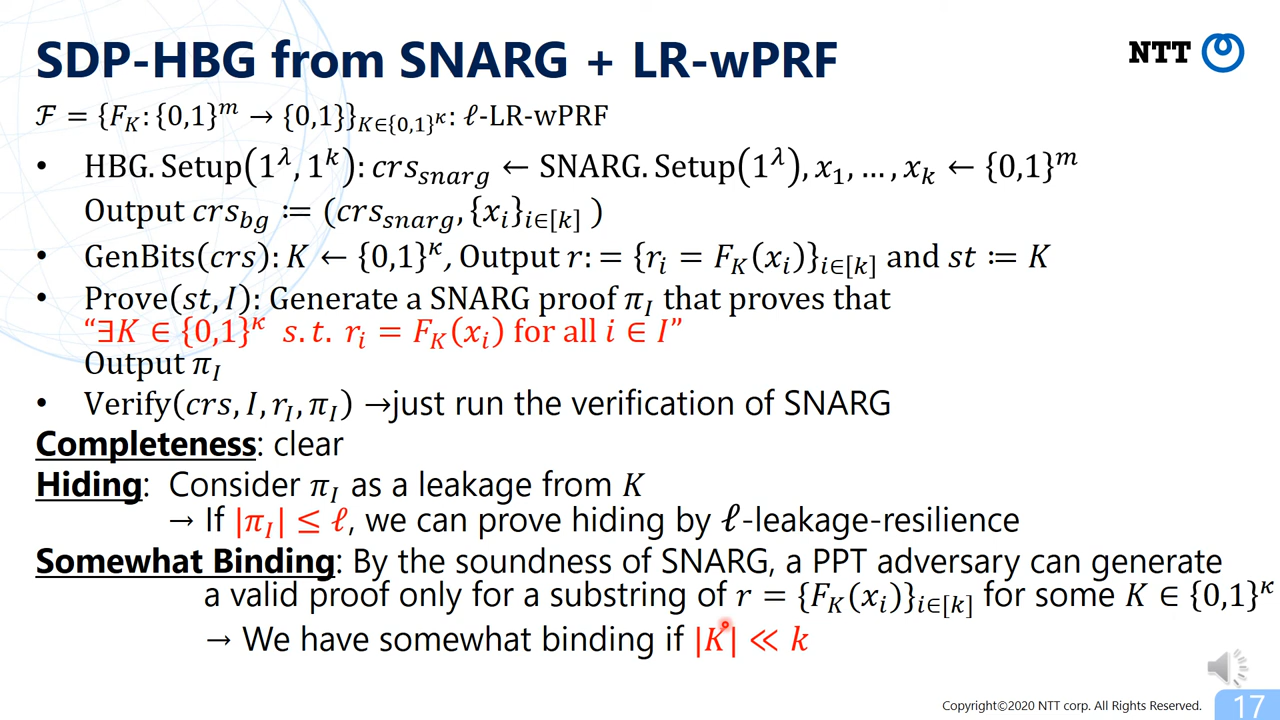 SDP-HBG from SNARG + LR-wPRF
NTT
ℱ = {F_K: {0,1}^m → {0,1}}_{K∈{0,1}^κ}: ℓ-LR-wPRF
• HBG. Setup(1^λ, 1^k): crs_snarg ← SNARG. Setup(1^λ), x_1, … , x_k ← {0,1}^m
Output crs_bg ≔ (crs_snarg, {x_i}_{i∈[k]} )
• GenBits(crs): K ← {0,1}^κ, Output r: = {r_i = F_K(x_i)}_{i∈[k]} and st ≔ K
• Prove(st, I): Generate a SNARG proof π_I that proves that
“∃K ∈ {0,1}^κ s.t. r_i = F_K(x_i) for all i ∈ I”
Output π_I
• Verify(crs, I, r_I, π_I) →just run the verification of SNARG
Completeness: clear
Hiding: Consider π_I as a leakage from K
→ If |π_I| ≤ ℓ, we can prove hiding by ℓ-leakage-resilience
Somewhat Binding: By the soundness of SNARG, a PPT adversary can generate
a valid proof only for a substring of r = {F_K(x_i)}_{i∈[k]} for some K ∈ {0,1}^κ
→ We have somewhat binding if |K| ≪ k
Copyright©2020 NTT corp. All Rights Reserved.
17